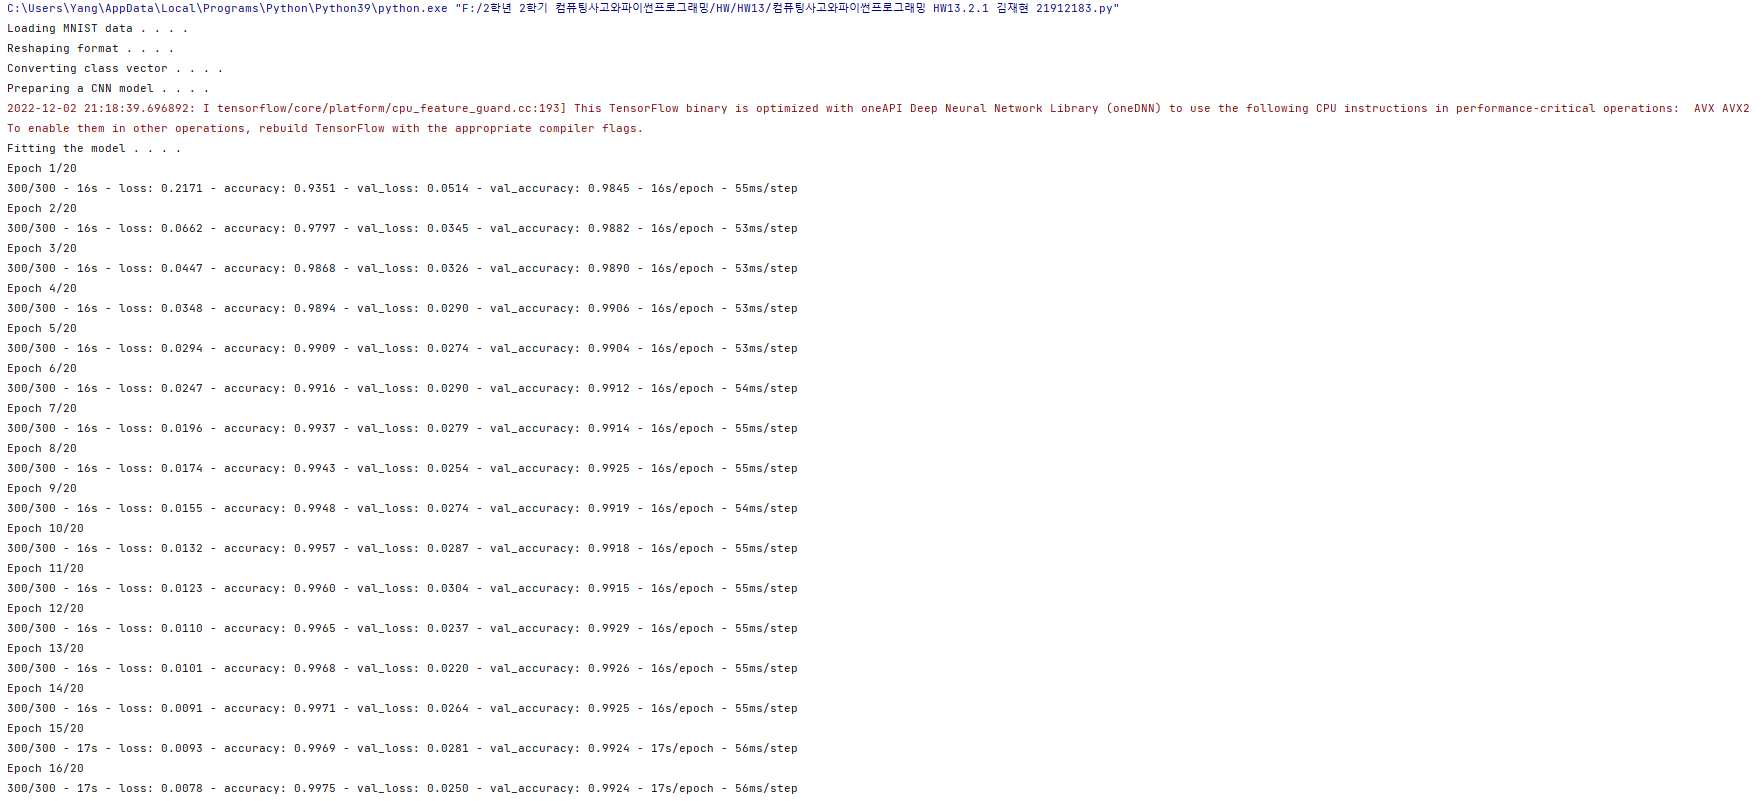 C:\Users\Yang\AppData\Local\Programs\Python\Python39\python.exe "F:/2학년 2학기 컴퓨팅사고와파이썬프로그래밍/HW/HW13/컴퓨팅사고와파이썬프로그래밍 HW13.2.1 김재현 21912183.py"
Loading MNIST data . . . .
Reshaping format . . . .
Converting class vector . . . .
Preparing a CNN model . . . .
2022-12-02 21:18:39.696892: I tensorflow/core/platform/cpu_feature_guard.cc:193] This TensorFlow binary is optimized with oneAPI Deep Neural Network Library (oneDNN) to use the following CPU instructions in performance-critical operations:  AVX AVX2
To enable them in other operations, rebuild TensorFlow with the appropriate compiler flags.
Fitting the model . . . .
Epoch 1/20
300/300 - 16s - loss: 0.2171 - accuracy: 0.9351 - val_loss: 0.0514 - val_accuracy: 0.9845 - 16s/epoch - 55ms/step
Epoch 2/20
300/300 - 16s - loss: 0.0662 - accuracy: 0.9797 - val_loss: 0.0345 - val_accuracy: 0.9882 - 16s/epoch - 53ms/step
Epoch 3/20
300/300 - 16s - loss: 0.0447 - accuracy: 0.9868 - val_loss: 0.0326 - val_accuracy: 0.9890 - 16s/epoch - 53ms/step
Epoch 4/20
300/300 - 16s - loss: 0.0348 - accuracy: 0.9894 - val_loss: 0.0290 - val_accuracy: 0.9906 - 16s/epoch - 53ms/step
Epoch 5/20
300/300 - 16s - loss: 0.0294 - accuracy: 0.9909 - val_loss: 0.0274 - val_accuracy: 0.9904 - 16s/epoch - 53ms/step
Epoch 6/20
300/300 - 16s - loss: 0.0247 - accuracy: 0.9916 - val_loss: 0.0290 - val_accuracy: 0.9912 - 16s/epoch - 54ms/step
Epoch 7/20
300/300 - 16s - loss: 0.0196 - accuracy: 0.9937 - val_loss: 0.0279 - val_accuracy: 0.9914 - 16s/epoch - 55ms/step
Epoch 8/20
300/300 - 16s - loss: 0.0174 - accuracy: 0.9943 - val_loss: 0.0254 - val_accuracy: 0.9925 - 16s/epoch - 55ms/step
Epoch 9/20
300/300 - 16s - loss: 0.0155 - accuracy: 0.9948 - val_loss: 0.0274 - val_accuracy: 0.9919 - 16s/epoch - 54ms/step
Epoch 10/20
300/300 - 16s - loss: 0.0132 - accuracy: 0.9957 - val_loss: 0.0287 - val_accuracy: 0.9918 - 16s/epoch - 55ms/step
Epoch 11/20
300/300 - 16s - loss: 0.0123 - accuracy: 0.9960 - val_loss: 0.0304 - val_accuracy: 0.9915 - 16s/epoch - 55ms/step
Epoch 12/20
300/300 - 16s - loss: 0.0110 - accuracy: 0.9965 - val_loss: 0.0237 - val_accuracy: 0.9929 - 16s/epoch - 55ms/step
Epoch 13/20
300/300 - 16s - loss: 0.0101 - accuracy: 0.9968 - val_loss: 0.0220 - val_accuracy: 0.9926 - 16s/epoch - 55ms/step
Epoch 14/20
300/300 - 16s - loss: 0.0091 - accuracy: 0.9971 - val_loss: 0.0264 - val_accuracy: 0.9925 - 16s/epoch - 55ms/step
Epoch 15/20
300/300 - 17s - loss: 0.0093 - accuracy: 0.9969 - val_loss: 0.0281 - val_accuracy: 0.9924 - 17s/epoch - 56ms/step
Epoch 16/20
300/300 - 17s - loss: 0.0078 - accuracy: 0.9975 - val_loss: 0.0250 - val_accuracy: 0.9924 - 17s/epoch - 56ms/step